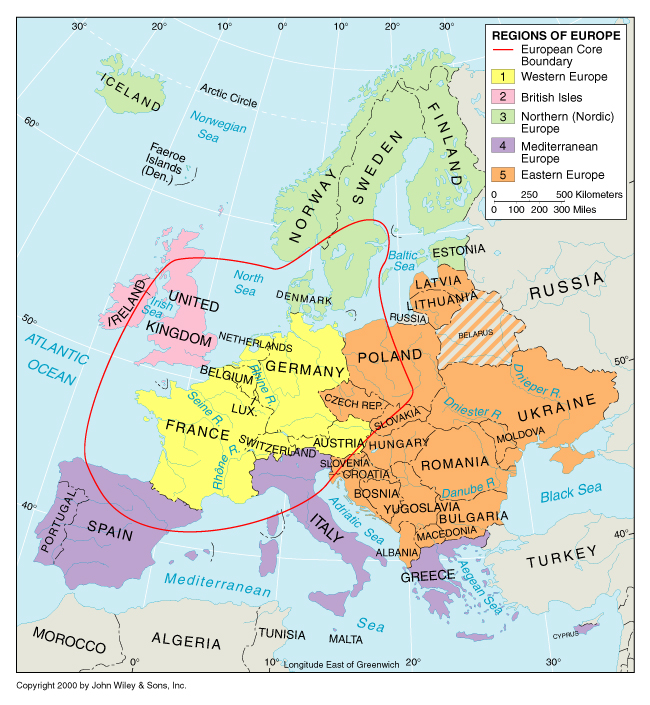 30°
20°
10°
0°
10°
20°
30°
REGIONS OF EUROPE
European Core
Boundary
1 Western Europe
2 British Isles
3 Northern (Nordic)
Europe
4 Mediterranean
Europe
5 Eastern Europe
0 250 500 Kilometers
0 100 200 300 Miles
ICELAND
Arctic Circle
Norwegian
Sea
60°
Faeroe
Islands
(Den.)
NORWAY
SWEDEN
FINLAND
ESTONIA
Baltic
Sea
North
Sea
LATVIA
LITHUANIA
RUSSIA
RUSSIA
DENMARK
IRELAND
Irish
Sea
UNITED
KINGDOM
BELARUS
50°
ATLANTIC
OCEAN
NETHERLANDS
GERMANY
POLAND
50°
BELGIUM
Rhine R.
LUX.
Seine R.
CZECH REP.
Dnieper R.
Dniester R.
UKRAINE
SLOVAKIA
FRANCE
SWITZERLAND
AUSTRIA
HUNGARY
MOLDOVA
Rhône R.
SLOVENIA
CROATIA
ROMANIA
BOSNIA
Danube R.
Black Sea
YUGOSLAVIA
BULGARIA
40°
PORTUGAL
SPAIN
ITALY
Adriatic Sea
MACEDONIA
ALBANIA
40°
GREECE
Aegean Sea
TURKEY
Mediterranean
Sea
CYPRUS
MOROCCO
ALGERIA
TUNISIA
MALTA
0°
10°
Longitude East of Greenwich
20°
30°
Copyright 2000 by John Wiley & Sons, Inc.